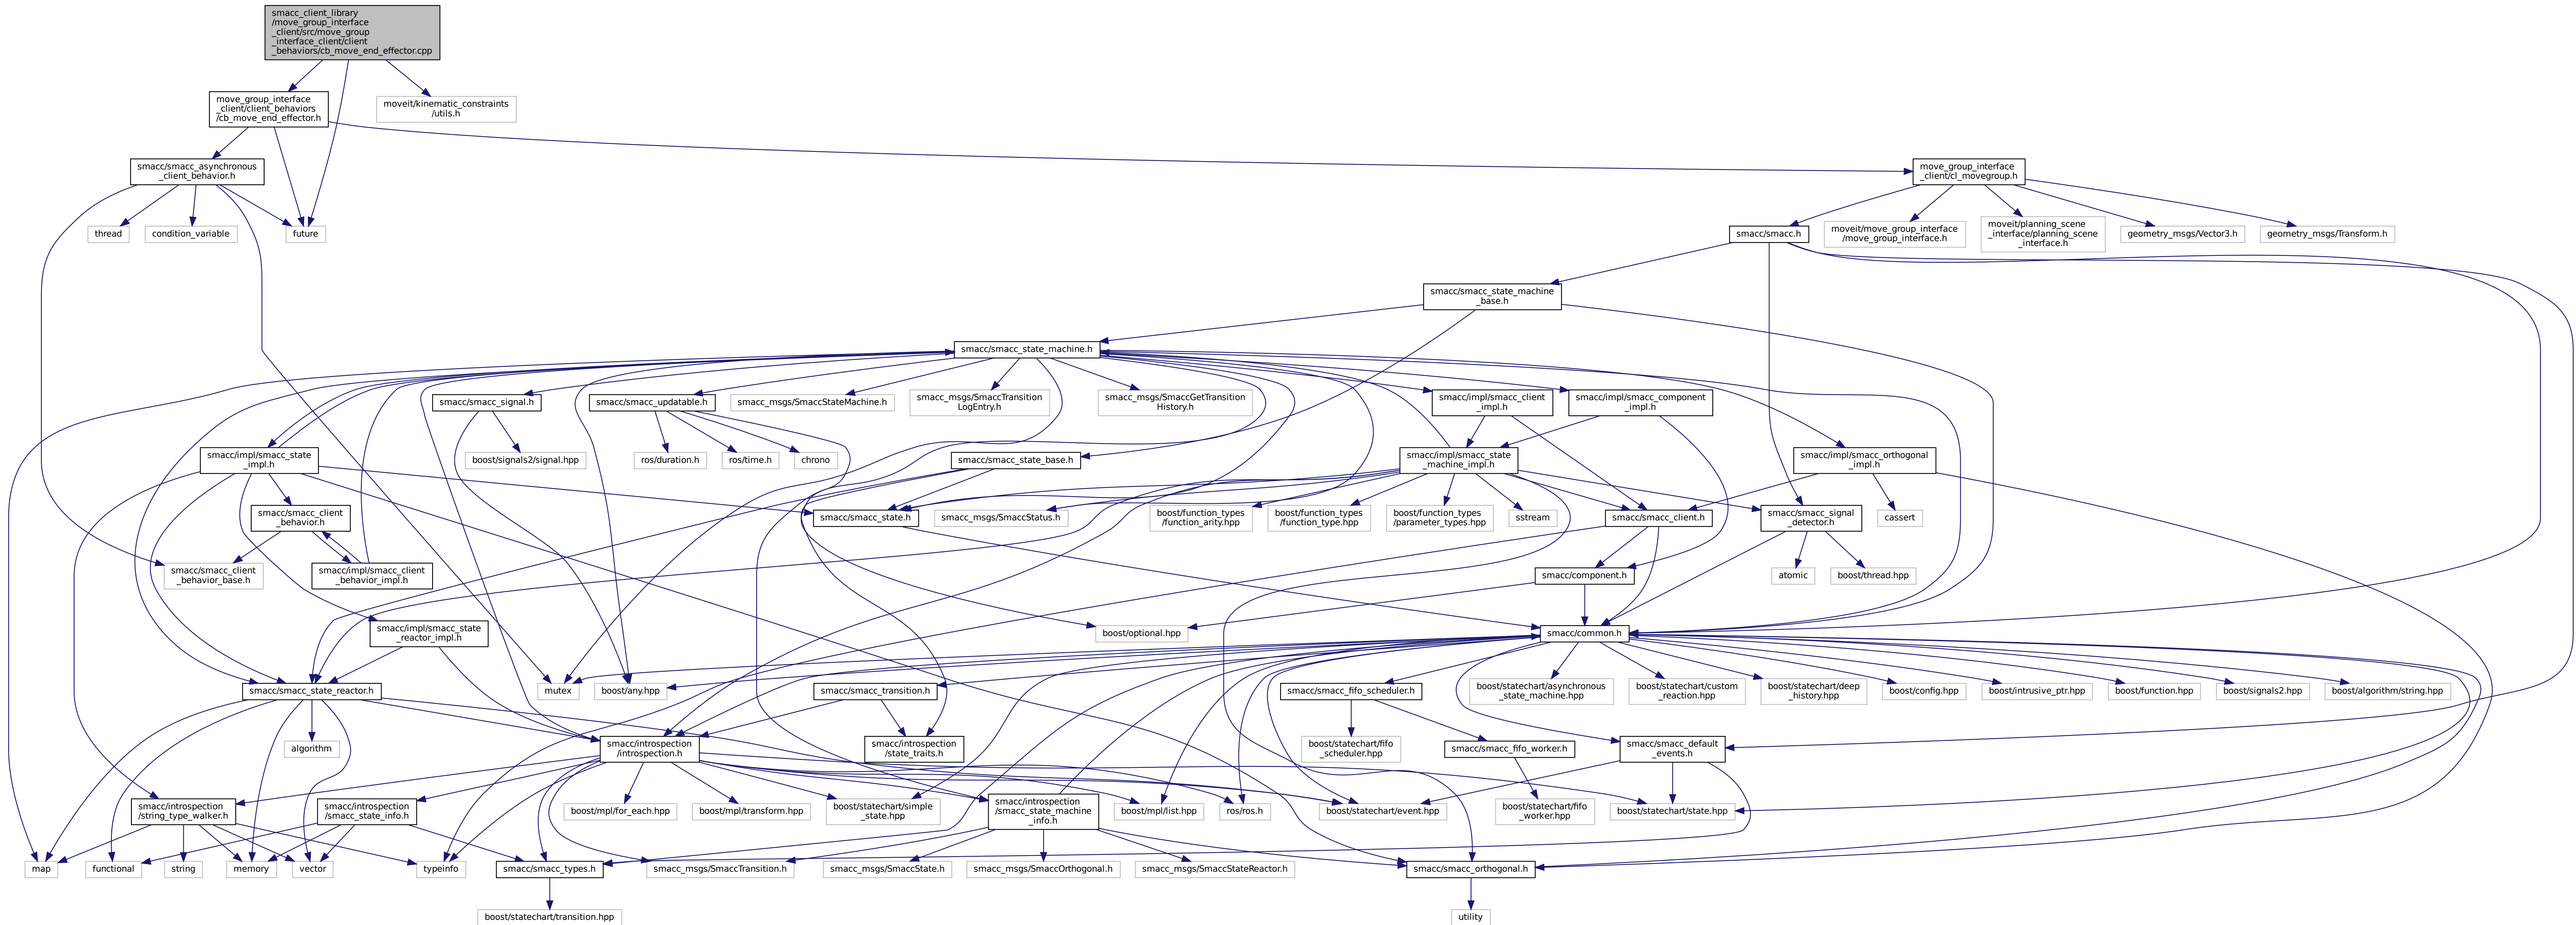 smacc_client_library
/move_group_interface
_client/src/move_group
_interface_client/client
_behaviors/cb_move_end_effector.cpp
move_group_interface
_client/client_behaviors
/cb_move_end_effector.h
moveit/kinematic_constraints
/utils.h
smacc/smacc_asynchronous
_client_behavior.h
move_group_interface
_client/cl_movegroup.h
thread
condition_variable
future
smacc/smacc.h
moveit/move_group_interface
/move_group_interface.h
moveit/planning_scene
_interface/planning_scene
_interface.h
geometry_msgs/Vector3.h
geometry_msgs/Transform.h
smacc/smacc_state_machine
_base.h
smacc/smacc_state_machine.h
smacc/smacc_signal.h
smacc/smacc_updatable.h
smacc_msgs/SmaccStateMachine.h
smacc_msgs/SmaccTransition
LogEntry.h
smacc_msgs/SmaccGetTransition
History.h
smacc/impl/smacc_client
_impl.h
smacc/impl/smacc_component
_impl.h
smacc/impl/smacc_state
_impl.h
boost/signals2/signal.hpp
ros/duration.h
ros/time.h
chrono
smacc/smacc_state_base.h
smacc/impl/smacc_state
_machine_impl.h
smacc/impl/smacc_orthogonal
_impl.h
smacc/smacc_client
_behavior.h
smacc/smacc_state.h
smacc_msgs/SmaccStatus.h
boost/function_types
/function_arity.hpp
boost/function_types
/function_type.hpp
boost/function_types
/parameter_types.hpp
sstream
smacc/smacc_client.h
smacc/smacc_signal
_detector.h
cassert
smacc/smacc_client
_behavior_base.h
smacc/impl/smacc_client
_behavior_impl.h
smacc/component.h
atomic
boost/thread.hpp
smacc/impl/smacc_state
_reactor_impl.h
boost/optional.hpp
smacc/common.h
smacc/smacc_state_reactor.h
mutex
boost/any.hpp
smacc/smacc_transition.h
smacc/smacc_fifo_scheduler.h
boost/statechart/asynchronous
_state_machine.hpp
boost/statechart/custom
_reaction.hpp
boost/statechart/deep
_history.hpp
boost/config.hpp
boost/intrusive_ptr.hpp
boost/function.hpp
boost/signals2.hpp
boost/algorithm/string.hpp
algorithm
smacc/introspection
/introspection.h
smacc/introspection
/state_traits.h
boost/statechart/fifo
_scheduler.hpp
smacc/smacc_fifo_worker.h
smacc/smacc_default
_events.h
smacc/introspection
/string_type_walker.h
smacc/introspection
/smacc_state_info.h
boost/mpl/for_each.hpp
boost/mpl/transform.hpp
boost/statechart/simple
_state.hpp
smacc/introspection
/smacc_state_machine
_info.h
boost/mpl/list.hpp
ros/ros.h
boost/statechart/event.hpp
boost/statechart/fifo
_worker.hpp
boost/statechart/state.hpp
map
functional
string
memory
vector
typeinfo
smacc/smacc_types.h
smacc_msgs/SmaccTransition.h
smacc_msgs/SmaccState.h
smacc_msgs/SmaccOrthogonal.h
smacc_msgs/SmaccStateReactor.h
smacc/smacc_orthogonal.h
boost/statechart/transition.hpp
utility